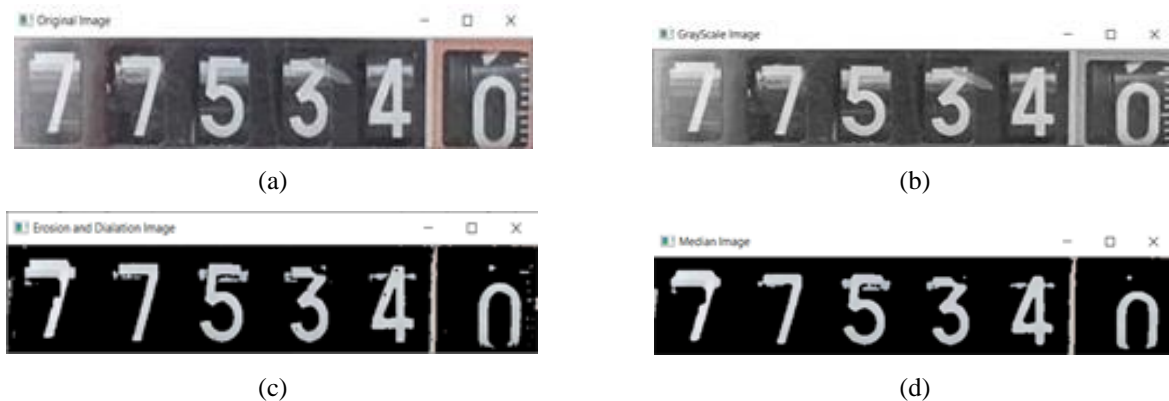 Original Image
7 7 5 3 4 0
(a)
GrayScale Image
7 7 5 3 4 0
(b)
Erosion and Dialation Image
7 7 5 3 4 0
(c)
Median Image
7 7 5 3 4 0
(d)